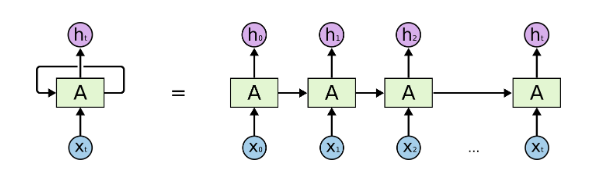 hₜ h₀ h₁ h₂ hₜ
A = A A A A
xₜ x₀ x₁ x₂ ... xₜ